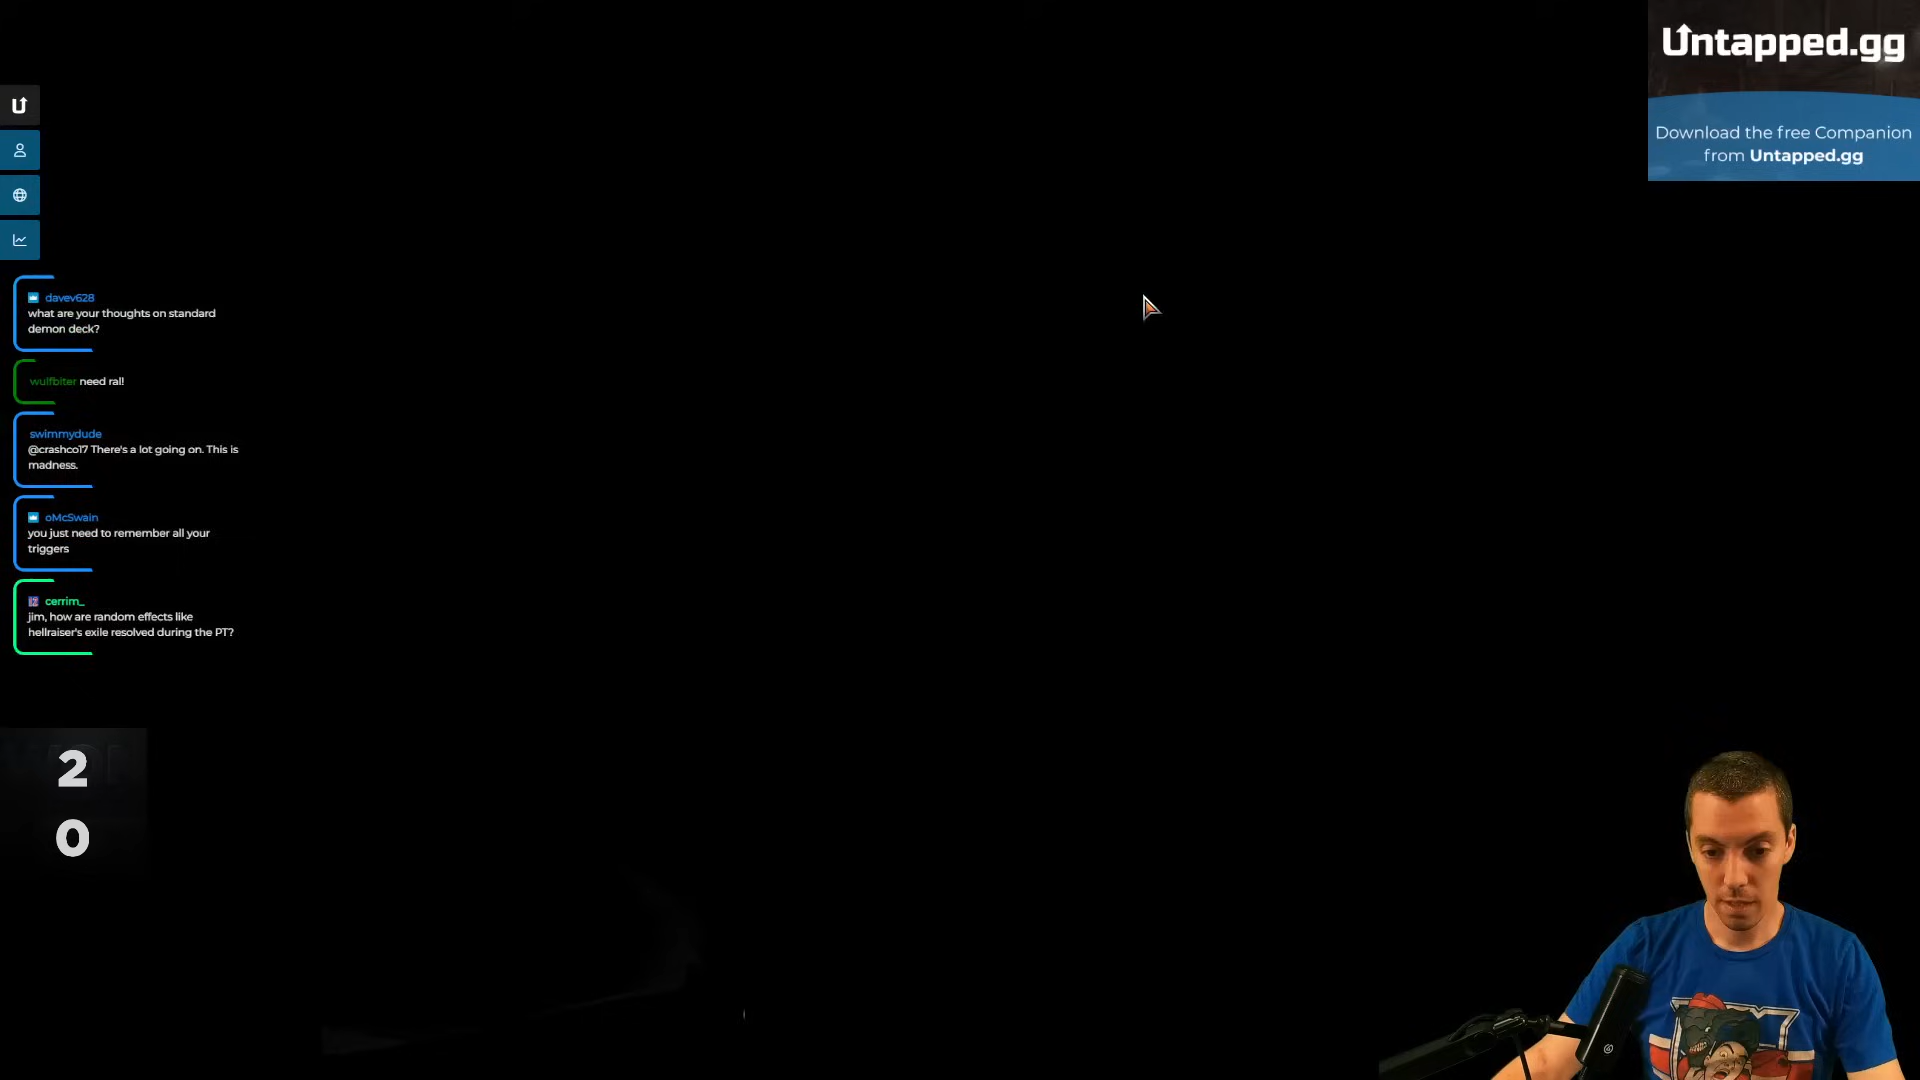 Untapped.gg
Download the free Companion
from Untapped.gg
davev628
what are your thoughts on standard
demon deck?
wulfbiter need ral!
swimmydude
@crashco17 There's a lot going on. This is
madness.
oMcSwain
you just need to remember all your
triggers
cerrim_
jim, how are random effects like
hellraiser's exile resolved during the PT?
2
0